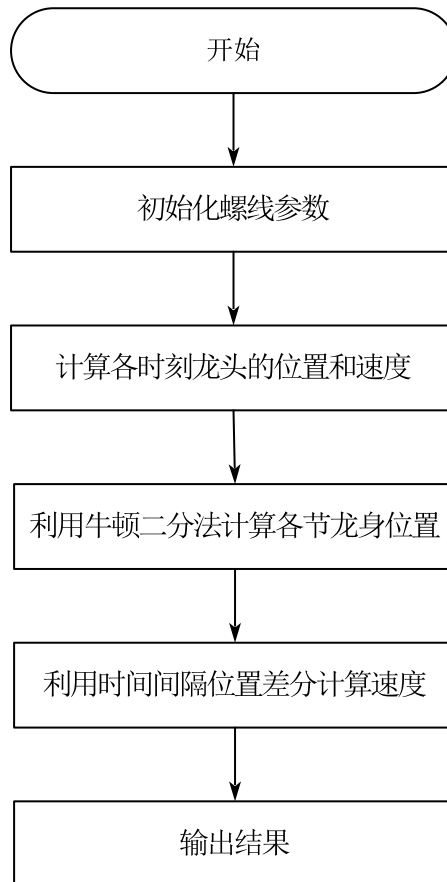 开始
初始化螺线参数
计算各时刻龙头的位置和速度
利用牛顿二分法计算各节龙身位置
利用时间间隔位置差分计算速度
输出结果